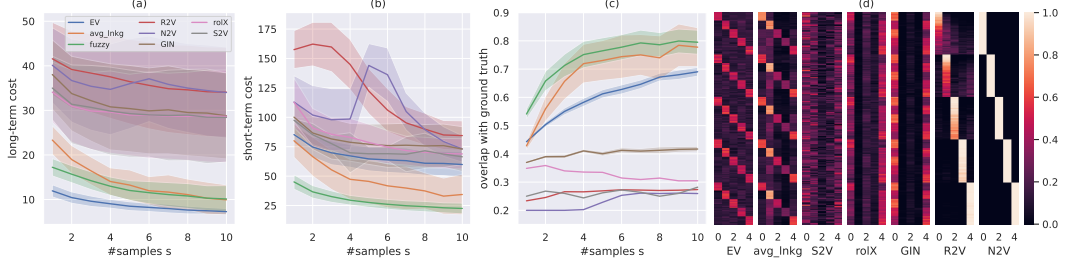 (a)
(b)
(c)
(d)
long-term cost
50
40
30
20
10
2 4 6 8 10
#samples s
EV
avg_lnkg
fuzzy
R2V
N2V
GIN
rolX
S2V
short-term cost
175
150
125
100
75
50
25
2 4 6 8 10
#samples s
overlap with ground truth
0.9
0.8
0.7
0.6
0.5
0.4
0.3
0.2
2 4 6 8 10
#samples s
0 2 4 0 2 4 0 2 4 0 2 4 0 2 4 0 2 4 0 2 4
EV avg_lnkg S2V rolX GIN R2V N2V
1.0
0.8
0.6
0.4
0.2
0.0